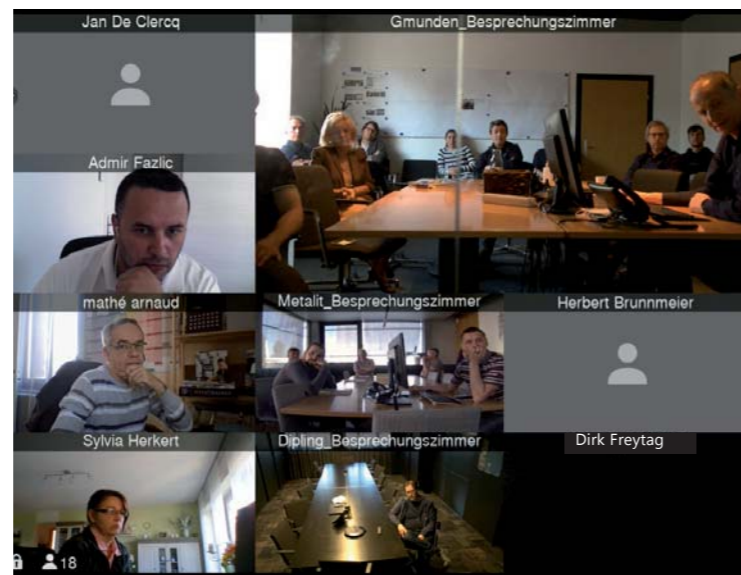 Jan De Clercq
Gmunden_Besprechungszimmer
Admir Fazlic
mathé arnaud
Metalit_Besprechungszimmer
Herbert Brunnmeier
Sylvia Herkert
Dipling_Besprechungszimmer
Dirk Freytag
18